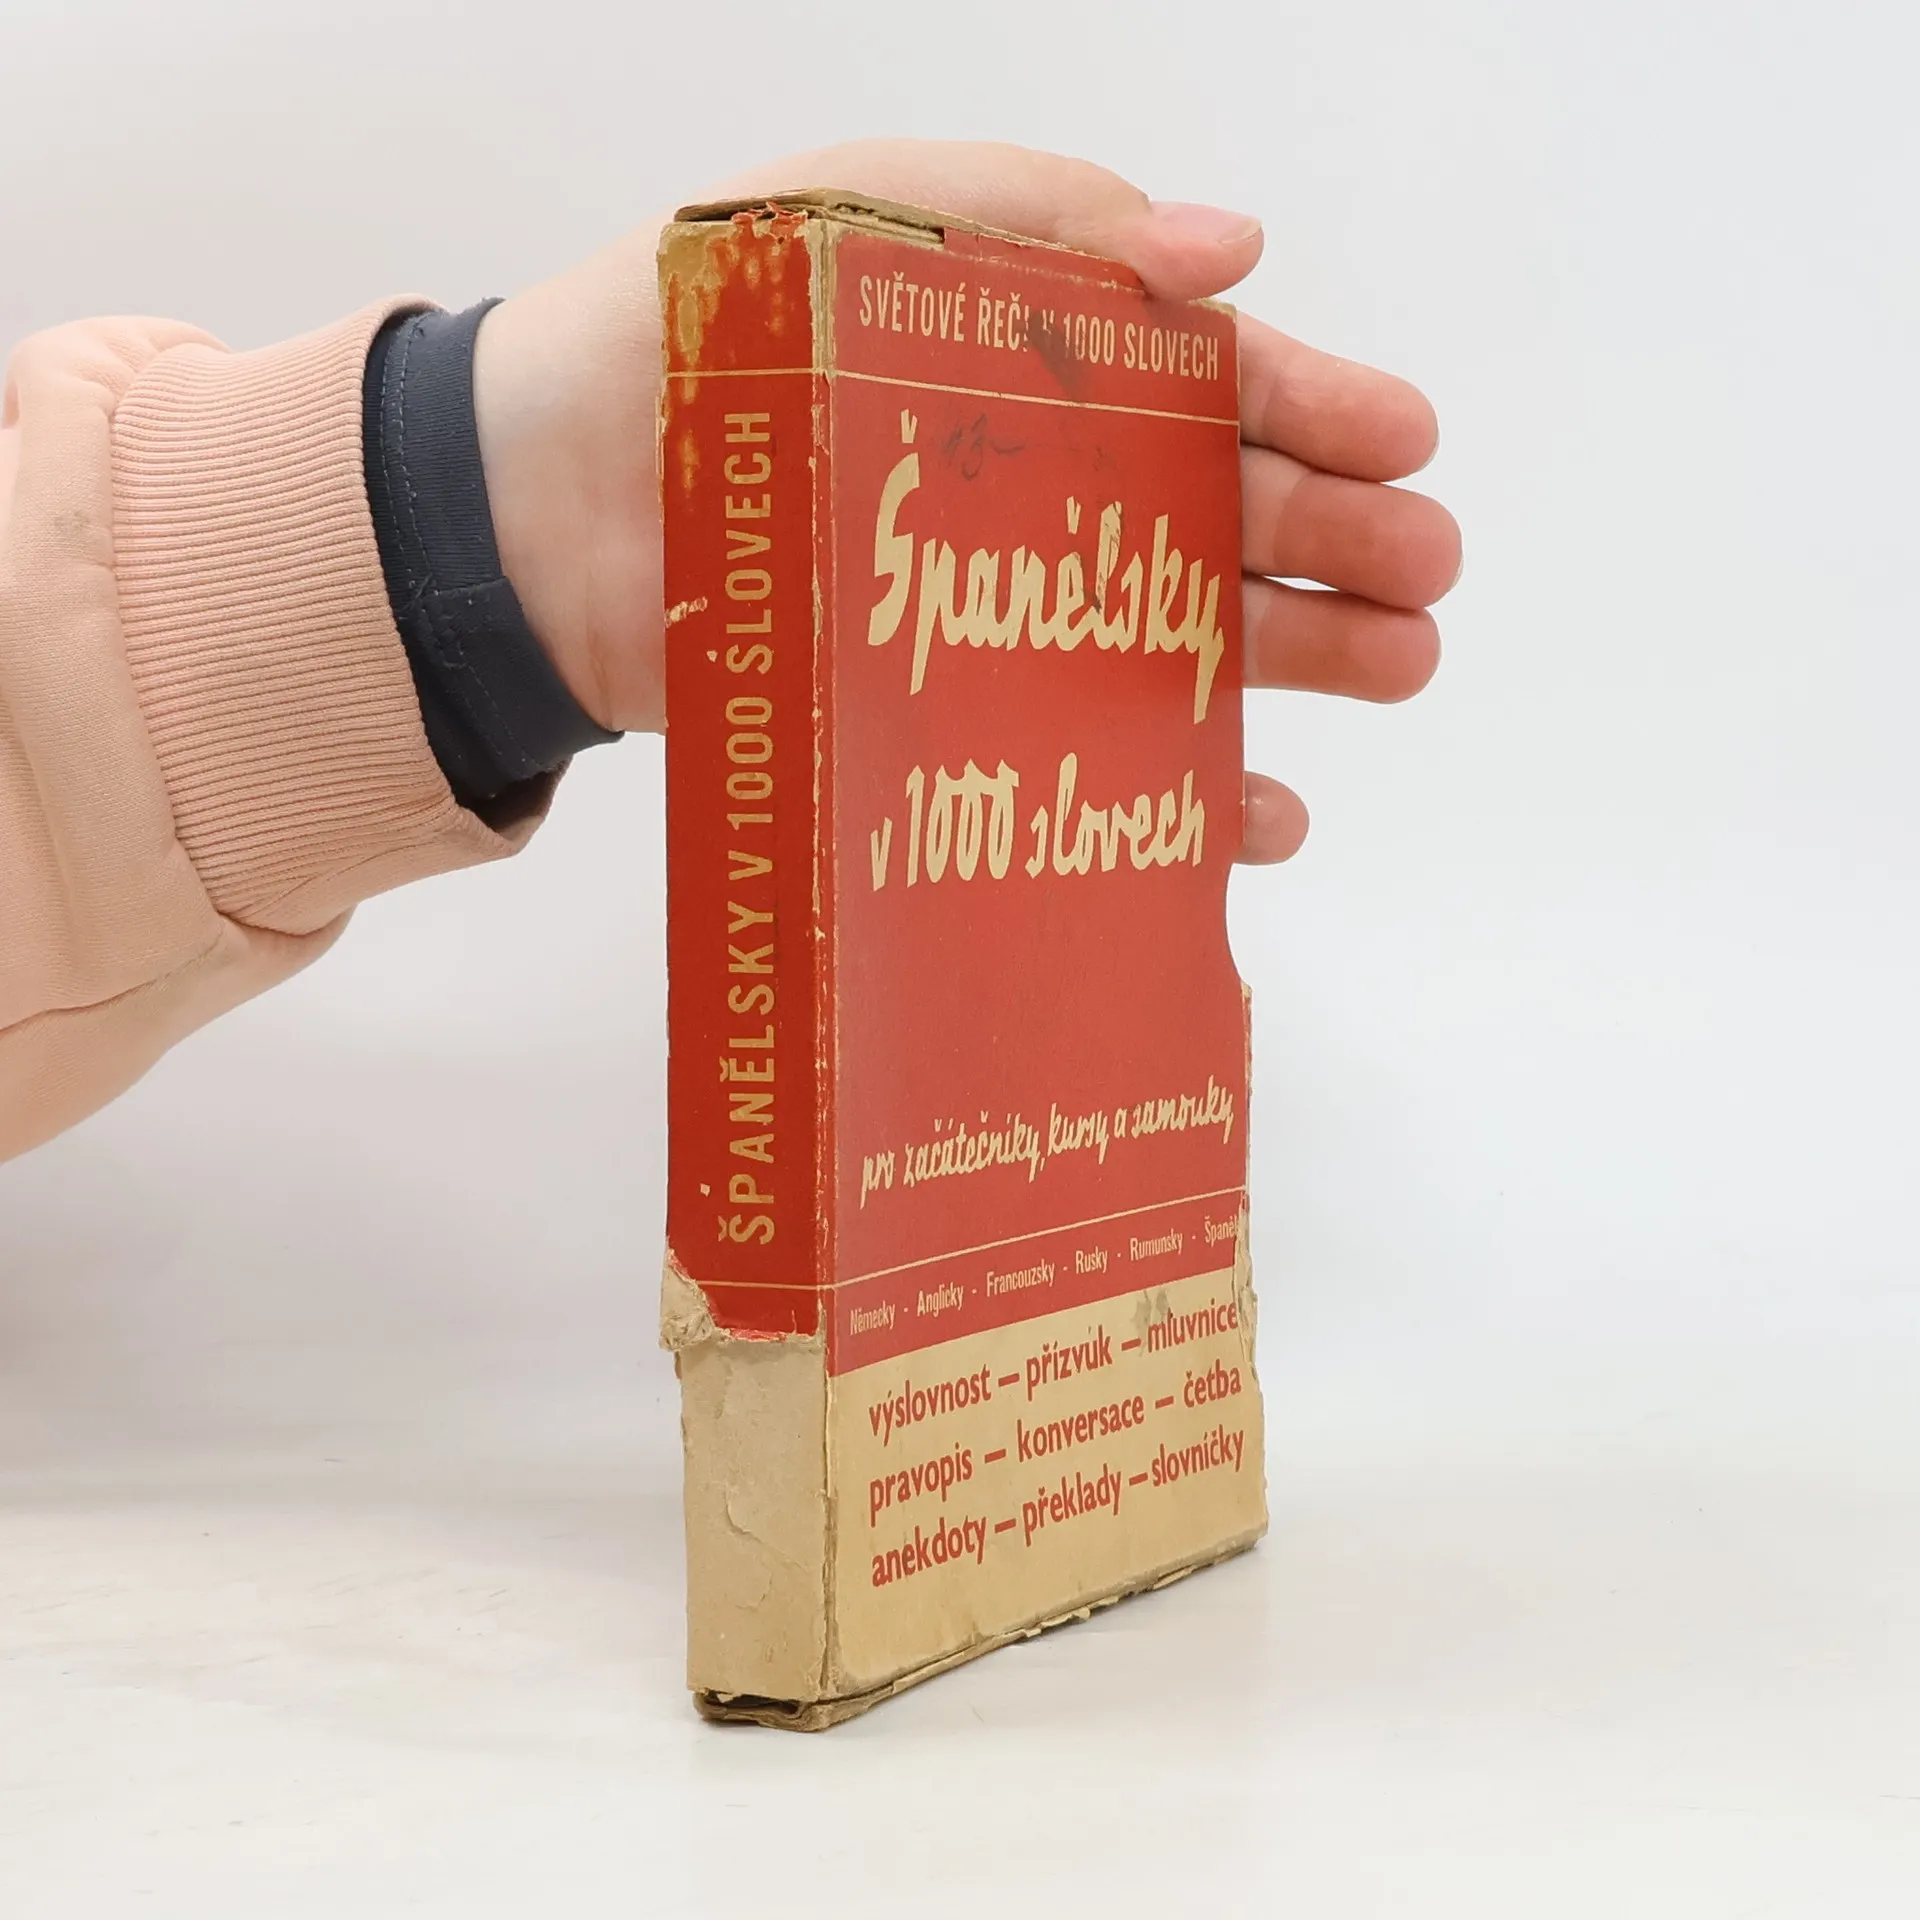 ŠPANĚLSKY V 1000 SLOVECH
SVĚTOVÉ ŘEČI V 1000 SLOVECH
Španělsky
v 1000 slovech
pro začátečníky, kursy a samouky
Německy - Anglicky - Francouzsky - Rusky - Rumunsky -
výslovnost — přízvuk — mluvnice
pravopis — konversace — četba
anekdoty — překlady — slovníčky